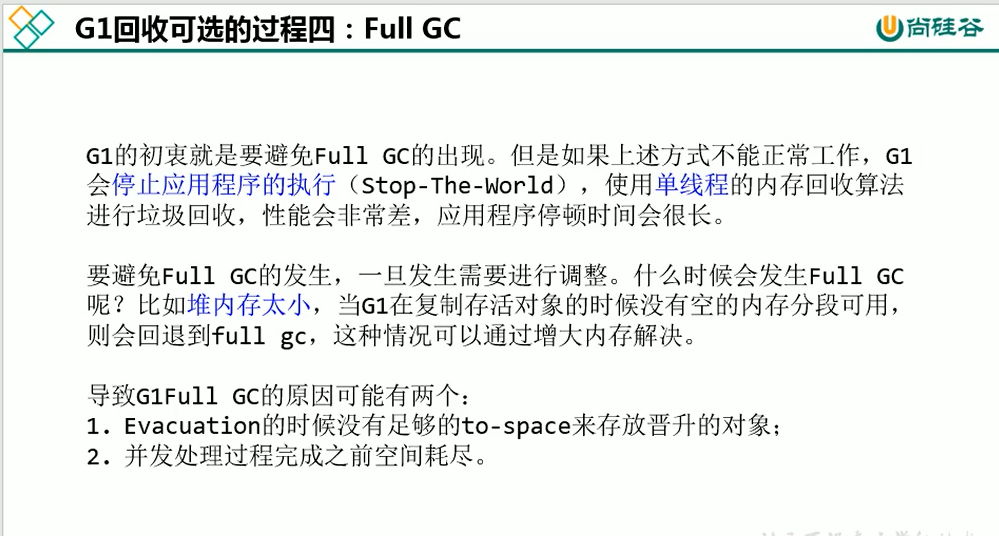 G1回收可选的过程四：Full GC
尚硅谷
G1的初衷就是要避免Full GC的出现。但是如果上述方式不能正常工作，G1
会停止应用程序的执行（Stop-The-World），使用单线程的内存回收算法
进行垃圾回收，性能会非常差，应用程序停顿时间会很长。
要避免Full GC的发生，一旦发生需要进行调整。什么时候会发生Full GC
呢？比如堆内存太小，当G1在复制存活对象的时候没有空的内存分段可用，
则会回退到full gc，这种情况可以通过增大内存解决。
导致G1Full GC的原因可能有两个：
1. Evacuation的时候没有足够的to-space来存放晋升的对象；
2. 并发处理过程完成之前空间耗尽。